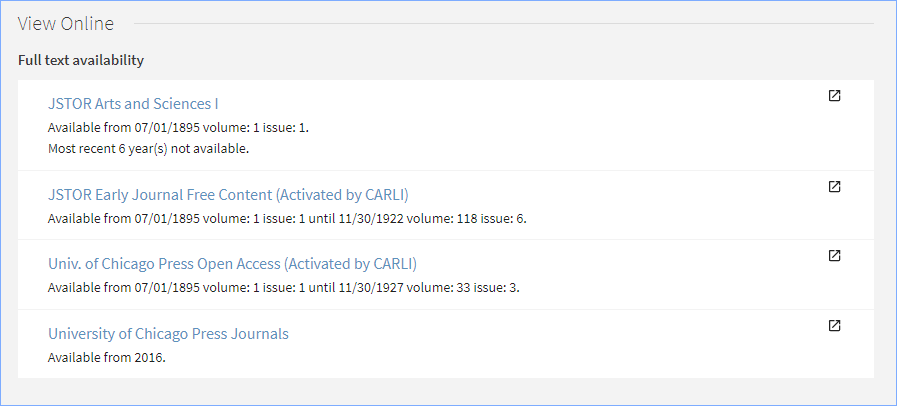 View Online
Full text availability
JSTOR Arts and Sciences I
Available from 07/01/1895 volume: 1 issue: 1.
Most recent 6 year(s) not available.
JSTOR Early Journal Free Content (Activated by CARLI)
Available from 07/01/1895 volume: 1 issue: 1 until 11/30/1922 volume: 118 issue: 6.
Univ. of Chicago Press Open Access (Activated by CARLI)
Available from 07/01/1895 volume: 1 issue: 1 until 11/30/1927 volume: 33 issue: 3.
University of Chicago Press Journals
Available from 2016.